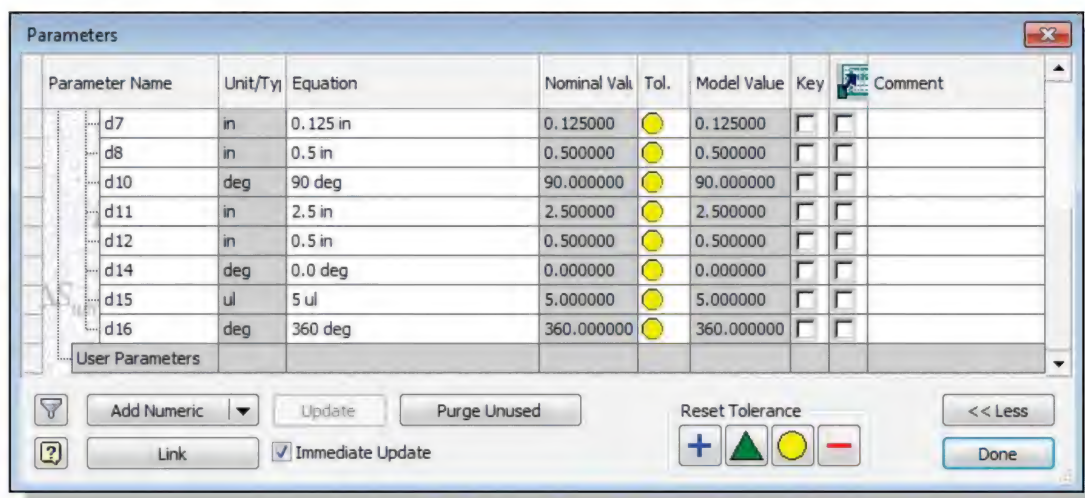 Parameters
Parameter Name Unit/Typ Equation Nominal Valu Tol. Model Value Key Comment
d7 in 0.125 in 0.125000 0.125000
d8 in 0.5 in 0.500000 0.500000
d10 deg 90 deg 90.000000 90.000000
d11 in 2.5 in 2.500000 2.500000
d12 in 0.5 in 0.500000 0.500000
d14 deg 0.0 deg 0.000000 0.000000
d15 ul 5 ul 5.000000 5.000000
d16 deg 360 deg 360.000000 360.000000
User Parameters
Add Numeric Update Purge Unused Reset Tolerance << Less
Link Immediate Update Done